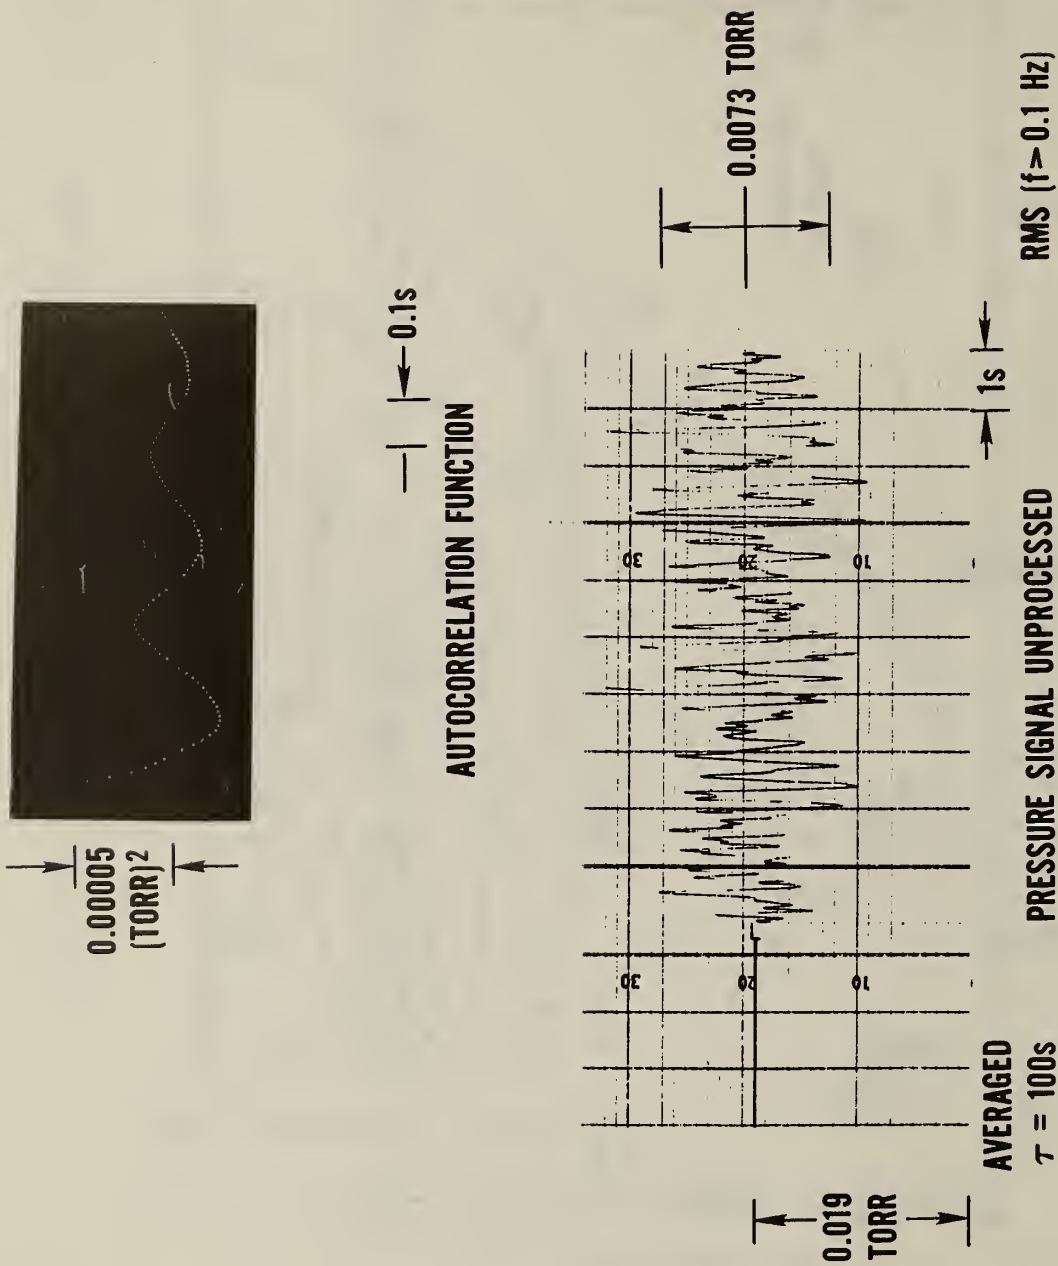 0.00005
(TORR)2
0.1s
AUTOCORRELATION FUNCTION
30
20
10
30
20
10
0.0073 TORR
1s
0.019
TORR
AVERAGED
τ = 100s
PRESSURE SIGNAL UNPROCESSED
RMS (f>0.1 Hz)